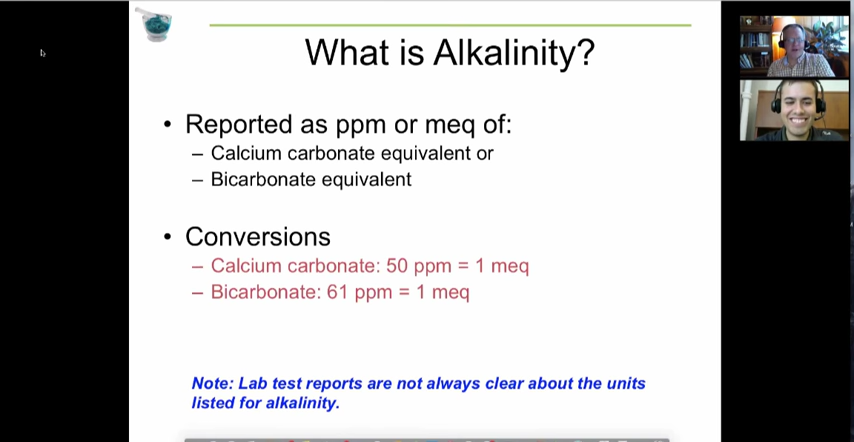 What is Alkalinity?
• Reported as ppm or meq of:
– Calcium carbonate equivalent or
– Bicarbonate equivalent
• Conversions
– Calcium carbonate: 50 ppm = 1 meq
– Bicarbonate: 61 ppm = 1 meq
Note: Lab test reports are not always clear about the units
listed for alkalinity.